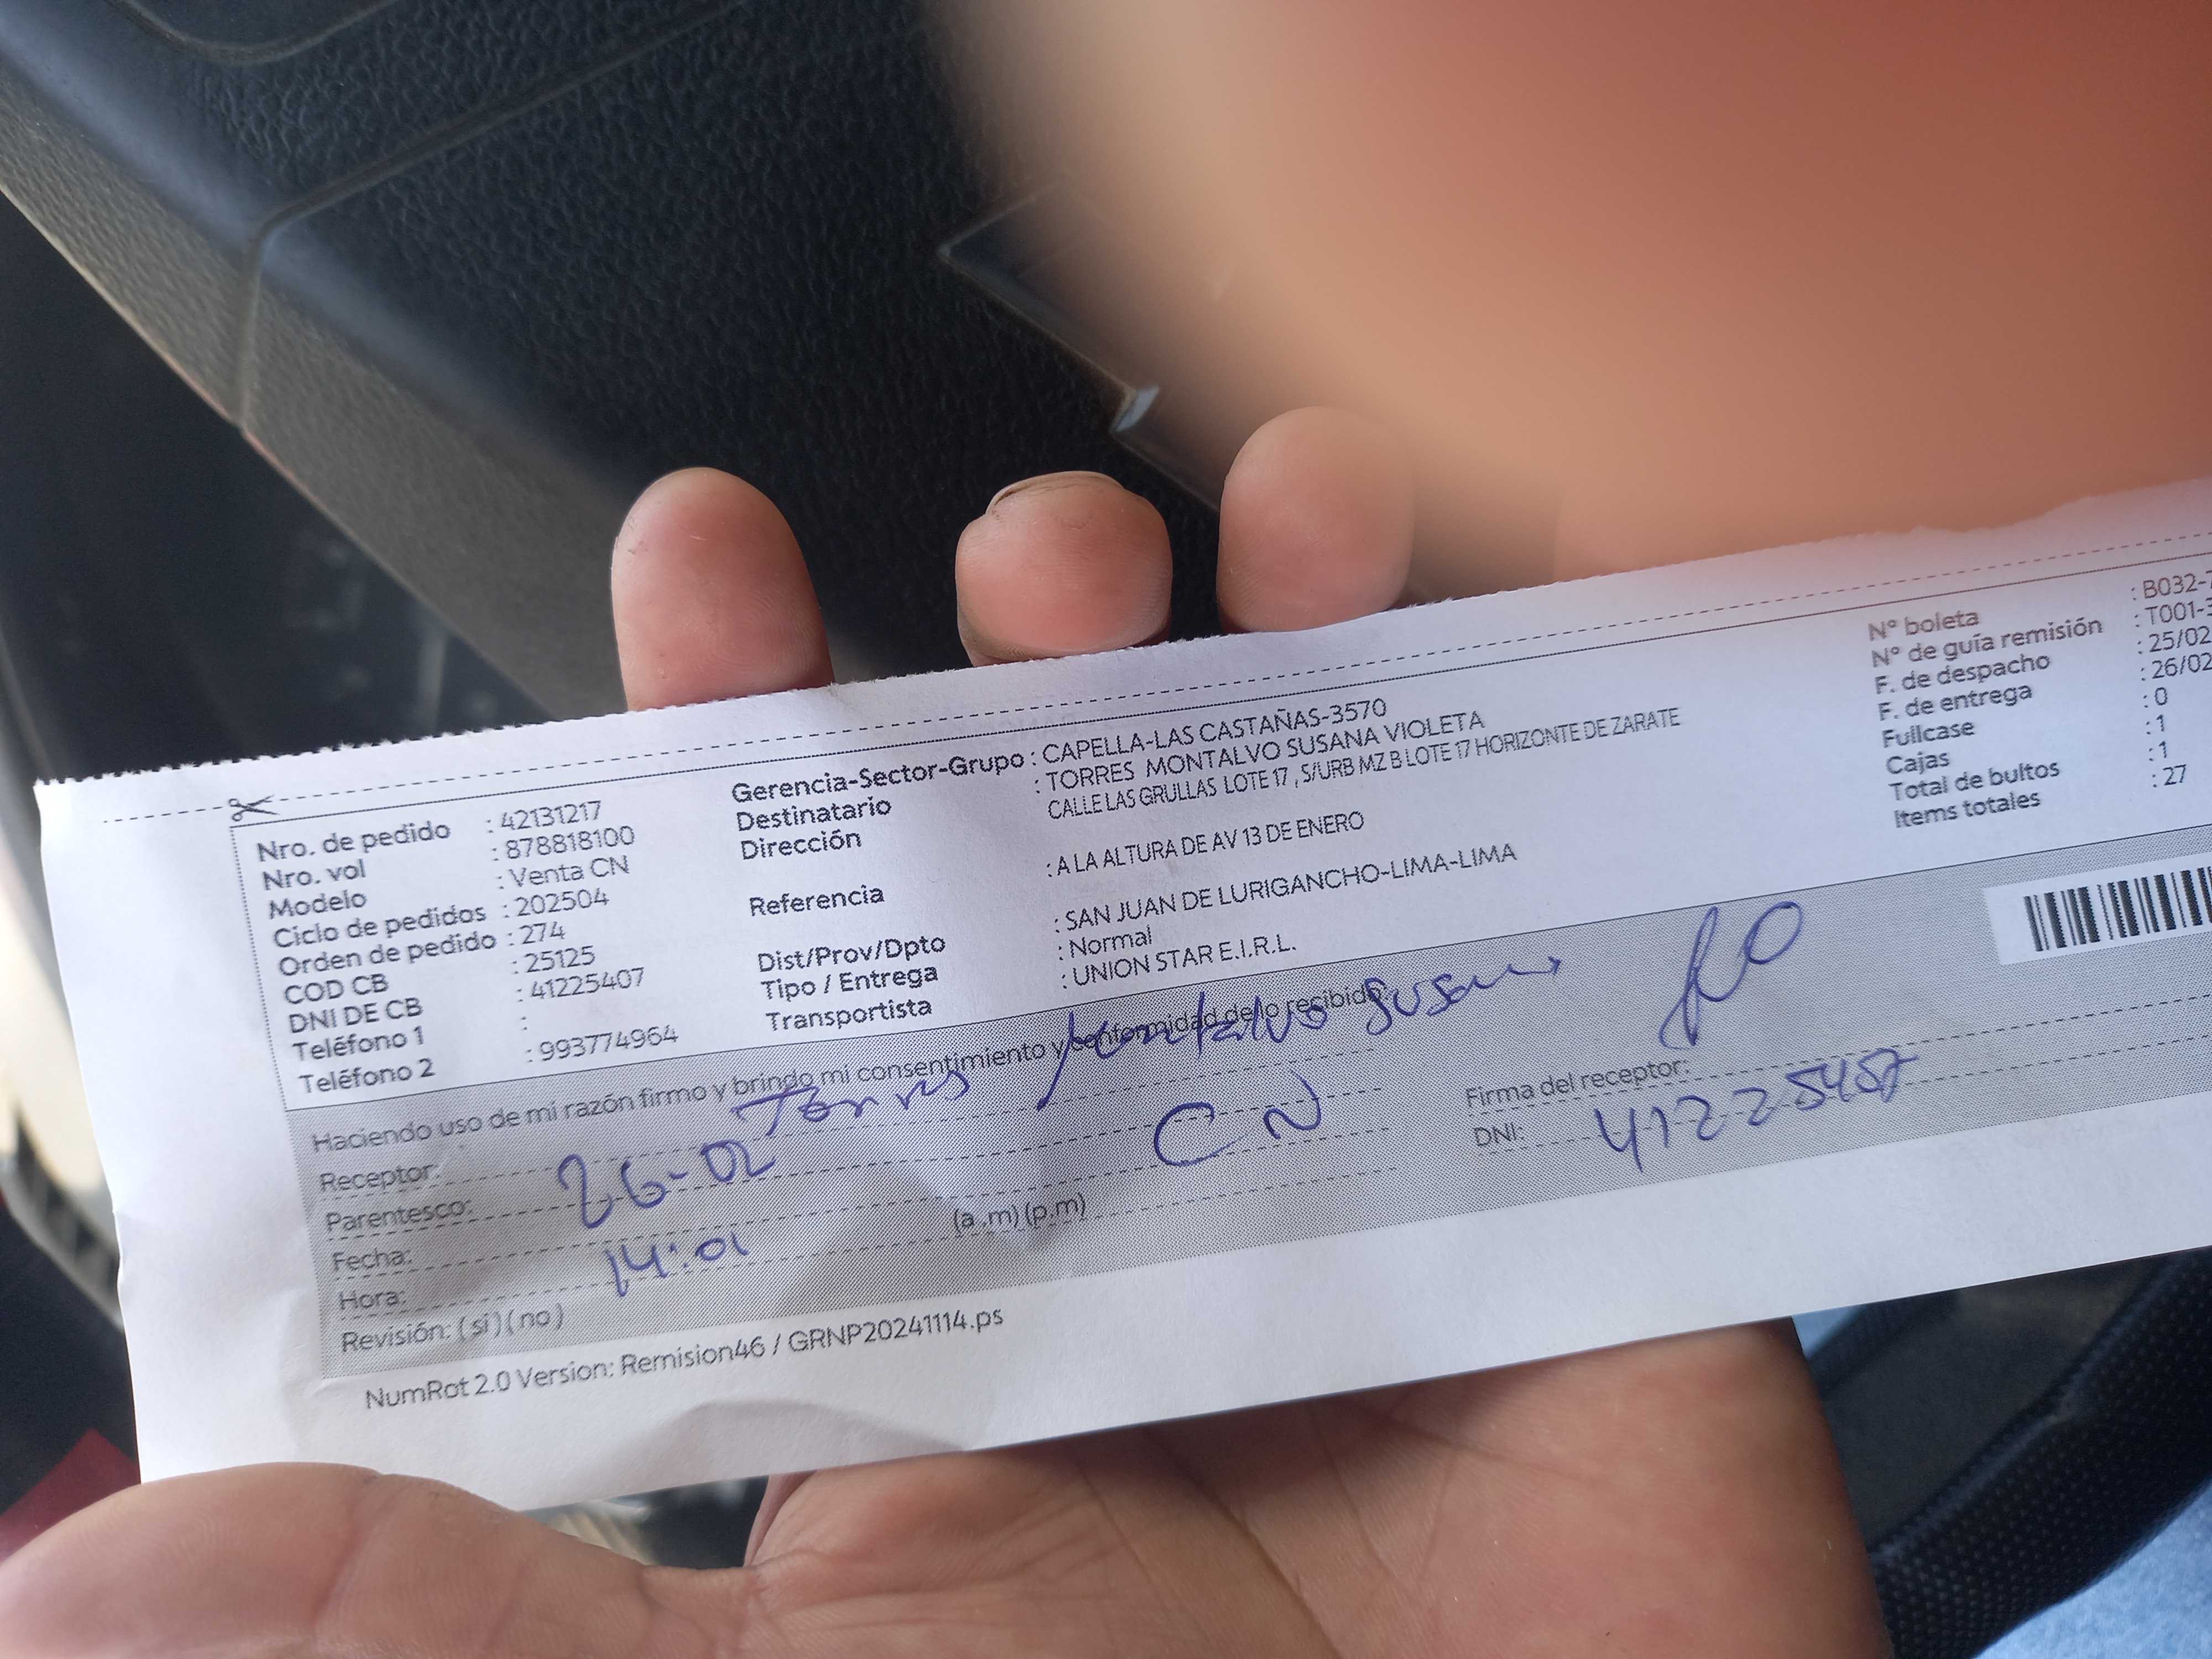 Nro. de pedido : 42131217
Nro. vol : 878818100
Modelo : Venta CN
Ciclo de pedidos : 202504
Orden de pedido : 274
COD CB : 25125
DNI DE CB : 41225407
Teléfono 1 :
Teléfono 2 : 993774964
Gerencia-Sector-Grupo : CAPELLA-LAS CASTAÑAS-3570
Destinatario : TORRES MONTALVO SUSANA VIOLETA
Dirección CALLE LAS GRULLAS LOTE 17 , S/URB MZ B LOTE 17 HORIZONTE DE ZARATE
Referencia : A LA ALTURA DE AV 13 DE ENERO
Dist/Prov/Dpto : SAN JUAN DE LURIGANCHO-LIMA-LIMA
Tipo / Entrega : Normal
Transportista : UNION STAR E.I.R.L.
N° boleta : B032-
N° de guía remisión : T001-3
F. de despacho : 25/02
F. de entrega : 26/02
Fullcase : 0
Cajas : 1
Total de bultos : 1
Items totales : 27
Haciendo uso de mi razón firmo y brindo mi consentimiento y conformidad de lo recibido:
Receptor: Torres Montalvo Susana
Parentesco: CN
Fecha: 26-02
Hora: 14:01 (a .m) (p.m)
Revisión: ( si ) ( no )
Firma del receptor:
DNI: 41225407
NumRot 2.0 Version: Remision46 / GRNP20241114.ps